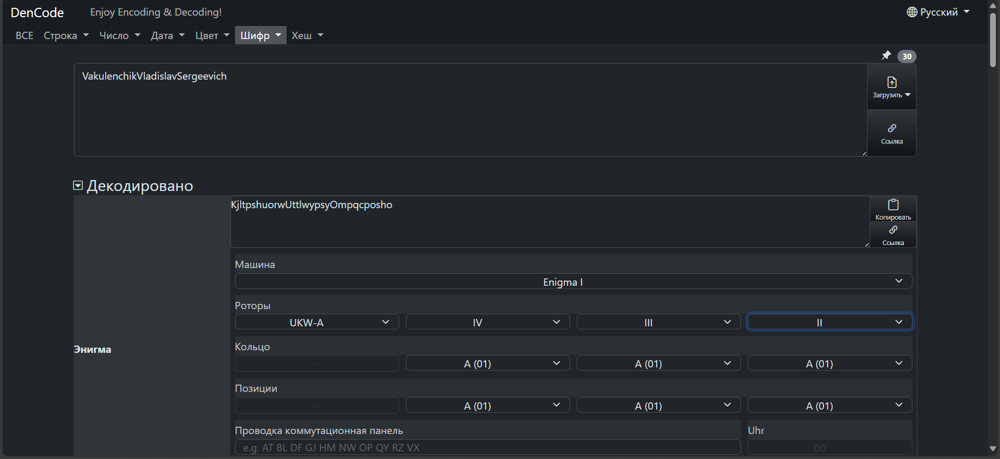 DenCode Enjoy Encoding & Decoding! Русский
ВСЕ Строка Число Дата Цвет Шифр Хеш
30
VakulenchikVladislavSergeevich
Загрузить
Ссылка
Декодировано
KjltpshuorwUttlwypsyOmpqcposho
Копировать
Ссылка
Машина
Enigma I
Роторы
UKW-A IV III II
Энигма
Кольцо
- A (01) A (01) A (01)
Позиции
- A (01) A (01) A (01)
Проводка коммутационная панель Uhr
e.g. AT BL DF GJ HM NW OP QY RZ VX 00